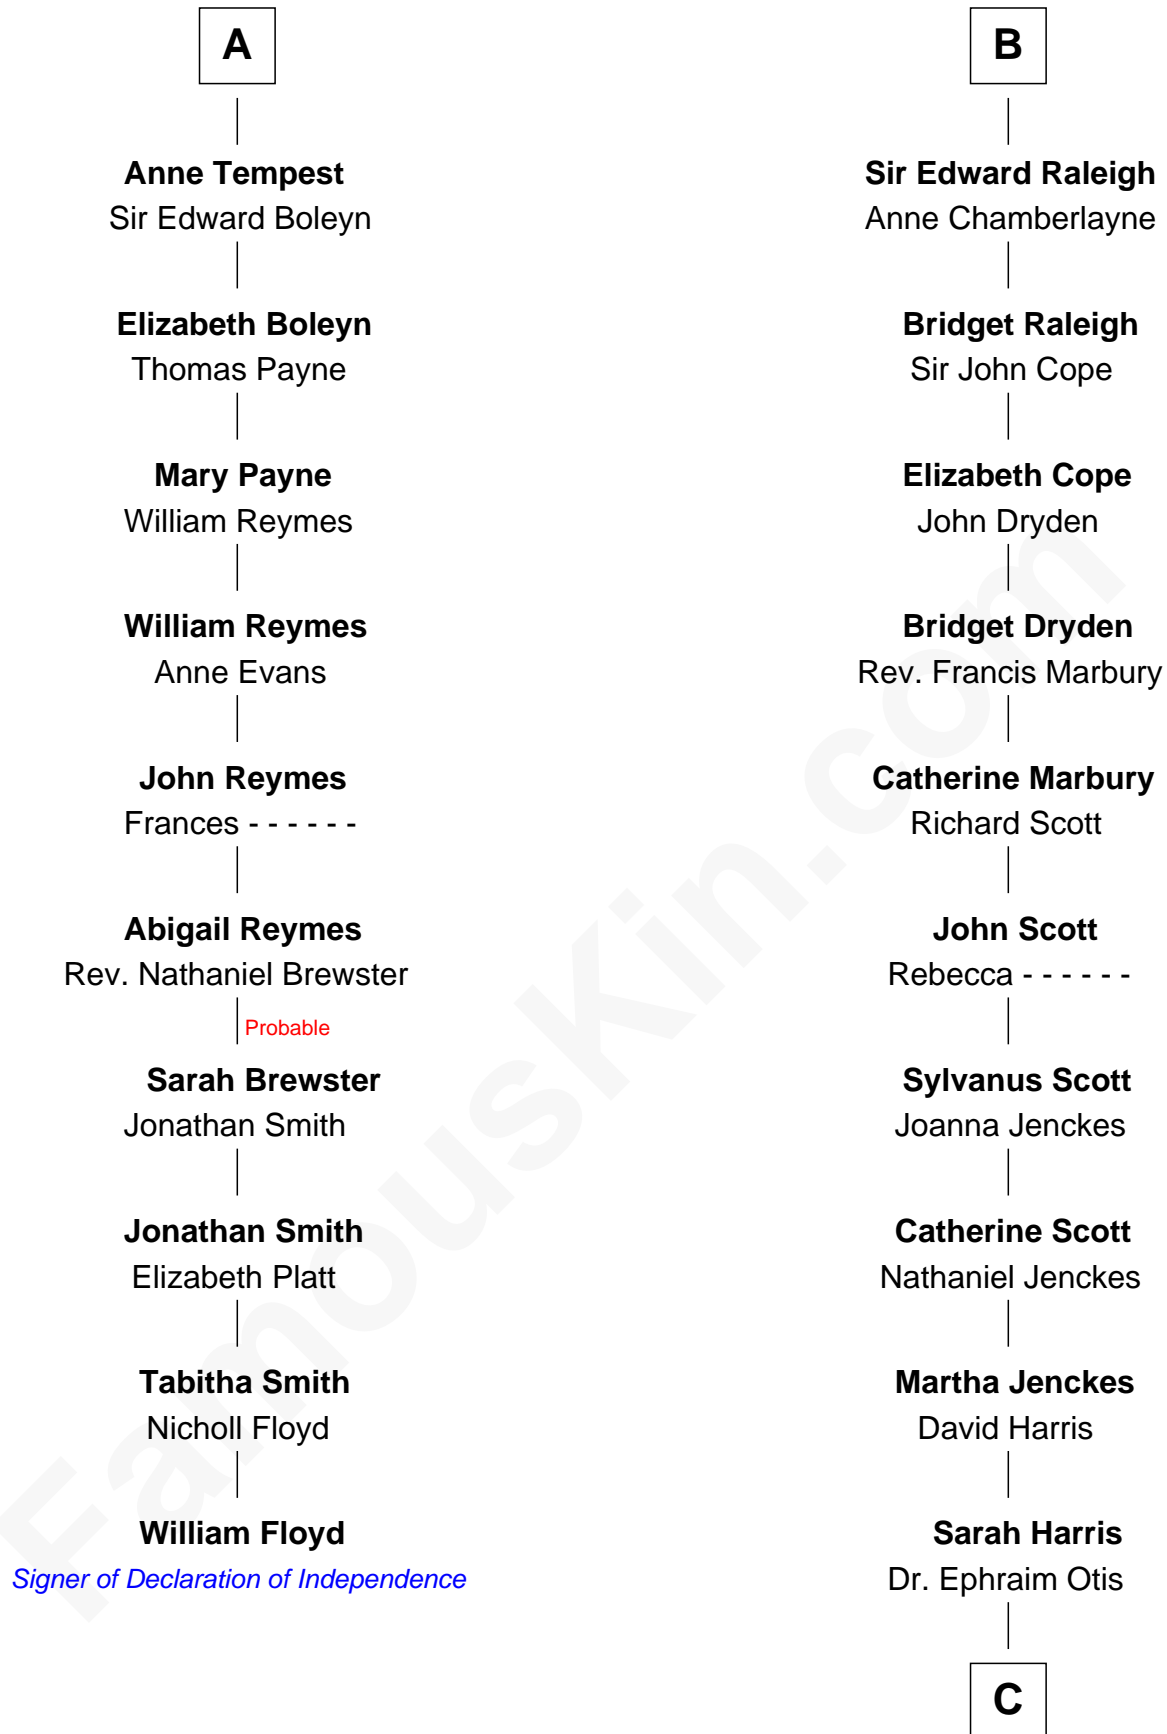 A
Anne Tempest
Sir Edward Boleyn
Elizabeth Boleyn
Thomas Payne
Mary Payne
William Reymes
William Reymes
Anne Evans
John Reymes
Frances - - - - - -
Abigail Reymes
Rev. Nathaniel Brewster
Probable
Sarah Brewster
Jonathan Smith
Jonathan Smith
Elizabeth Platt
Tabitha Smith
Nicholl Floyd
William Floyd
Signer of Declaration of Independence
B
Sir Edward Raleigh
Anne Chamberlayne
Bridget Raleigh
Sir John Cope
Elizabeth Cope
John Dryden
Bridget Dryden
Rev. Francis Marbury
Catherine Marbury
Richard Scott
John Scott
Rebecca - - - - - -
Sylvanus Scott
Joanna Jenckes
Catherine Scott
Nathaniel Jenckes
Martha Jenckes
David Harris
Sarah Harris
Dr. Ephraim Otis
C
FamousKin.com